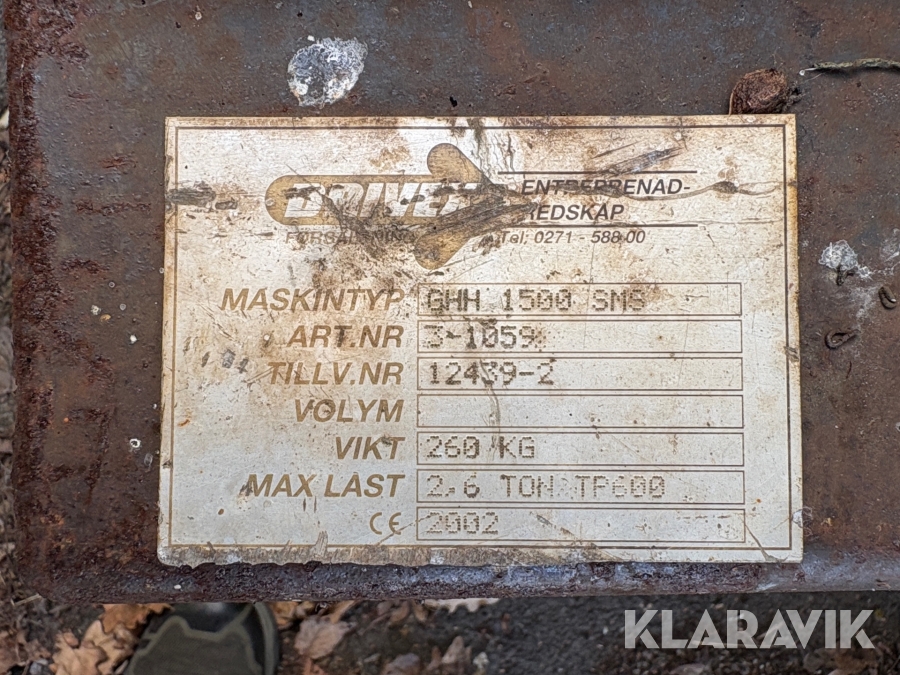 ENTREPRENAD-
REDSKAP
Tel: 0271 - 588 00
MASKINTYP GHH 1500 SMS
ART.NR 3-1059
TILLV.NR 12439-2
VOLYM
VIKT 260 KG
MAX LAST 2,6 TON TP600
CE 2002
KLARAVIK